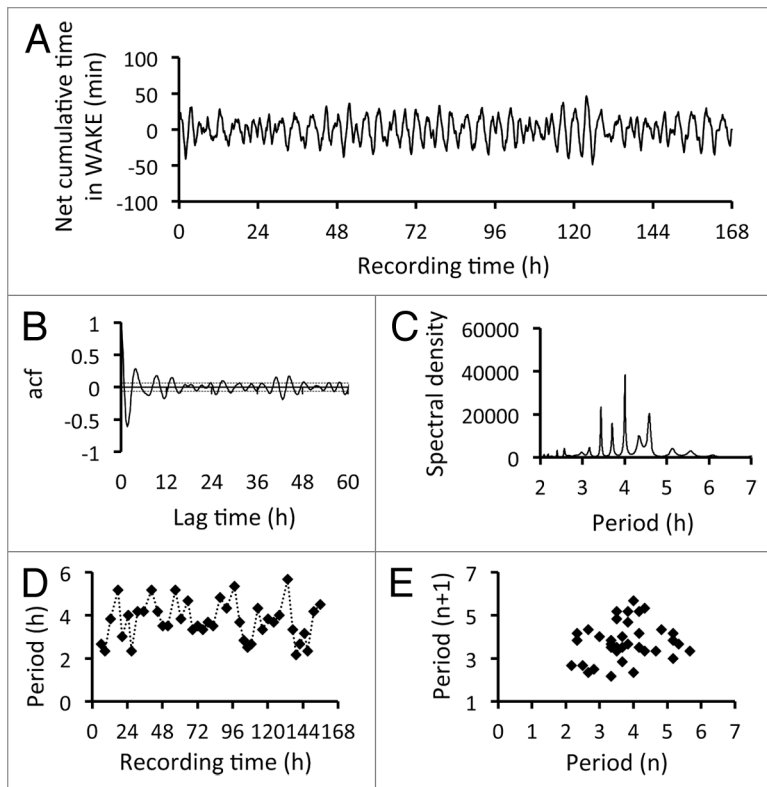 A
Net cumulative time
in WAKE (min)
100
50
0
-50
-100
0 24 48 72 96 120 144 168
Recording time (h)
B
acf
1
0.5
0
-0.5
-1
0 12 24 36 48 60
Lag time (h)
C
Spectral density
60000
40000
20000
0
2 3 4 5 6 7
Period (h)
D
Period (h)
6
4
2
0
0 24 48 72 96 120 144 168
Recording time (h)
E
Period (n+1)
7
5
3
1
0 1 2 3 4 5 6 7
Period (n)